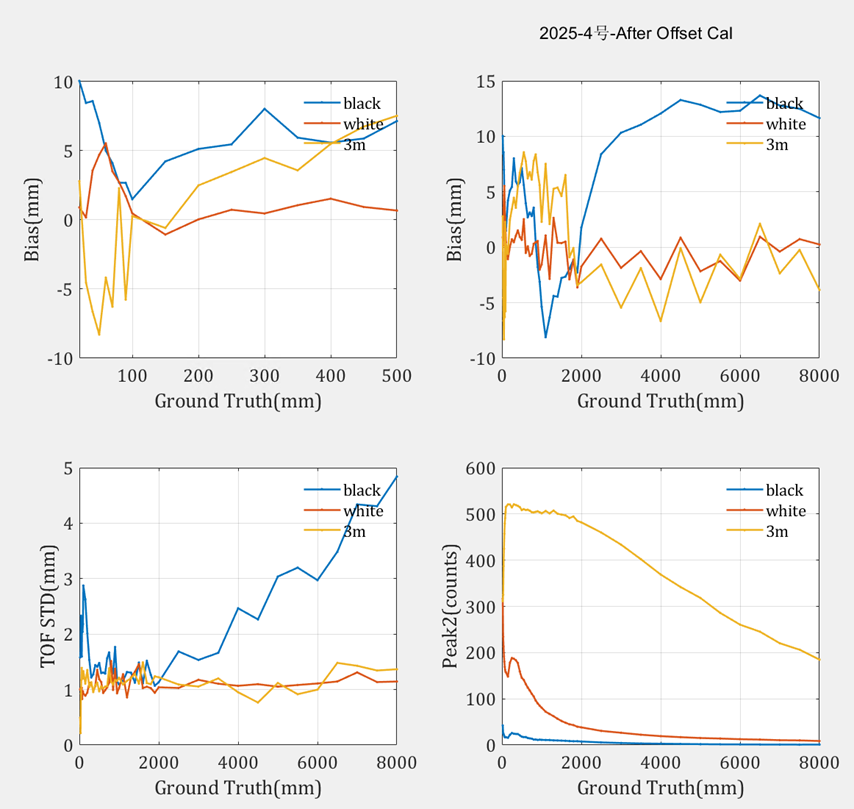 2025-4号-After Offset Cal
10
5
0
-5
-10
Bias(mm)
100 200 300 400 500
Ground Truth(mm)
black
white
3m
15
10
5
0
-5
-10
Bias(mm)
0 2000 4000 6000 8000
Ground Truth(mm)
black
white
3m
5
4
3
2
1
0
TOF STD(mm)
0 2000 4000 6000 8000
Ground Truth(mm)
black
white
3m
600
500
400
300
200
100
0
Peak2(counts)
0 2000 4000 6000 8000
Ground Truth(mm)
black
white
3m